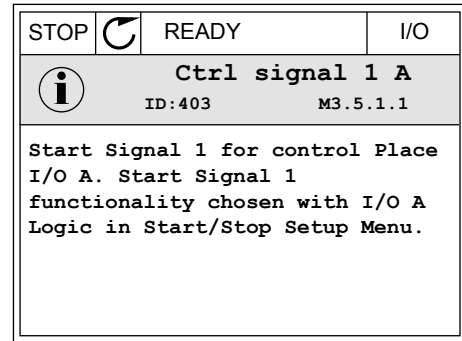 STOP READY I/O
Ctrl signal 1 A
ID:403 M3.5.1.1
Start Signal 1 for control Place
I/O A. Start Signal 1
functionality chosen with I/O A
Logic in Start/Stop Setup Menu.